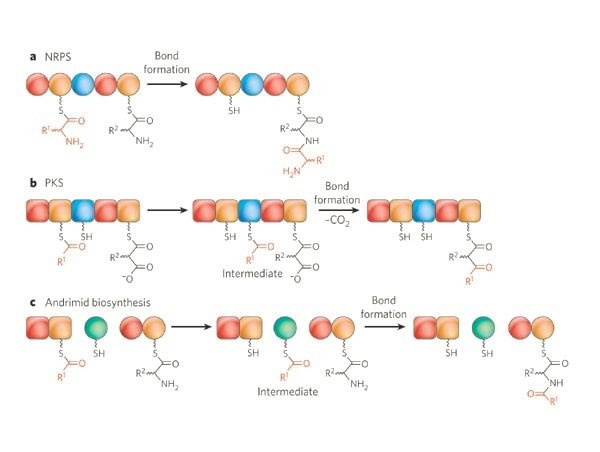 a NRPS
Bond
formation
S
O
R¹
NH₂
S
O
R²
NH₂
SH
S
O
R²
NH
O
R¹
H₂N
b PKS
Bond
formation
–CO₂
S
SH
O
R¹
S
O
R²
O
⁻O
SH
S
O
R¹
Intermediate
S
O
R²
O
⁻O
SH
SH
S
O
R²
O
R¹
c Andrimid biosynthesis
Bond
formation
S
O
R¹
SH
S
O
R²
NH₂
SH
S
O
R¹
Intermediate
S
O
R²
NH₂
SH
SH
S
O
R²
NH
O
R¹